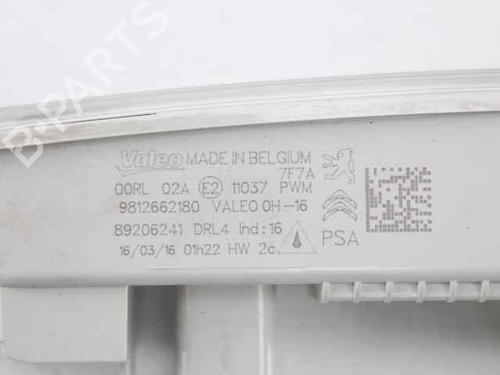 B-PARTS
Valeo MADE IN BELGIUM
7F7A
00RL 02A E2 11037 PWM
9812662180 VALEO 0H-16
89206241 DRL4 Ind:16
16/03/16 01h22 HW 2c
PSA